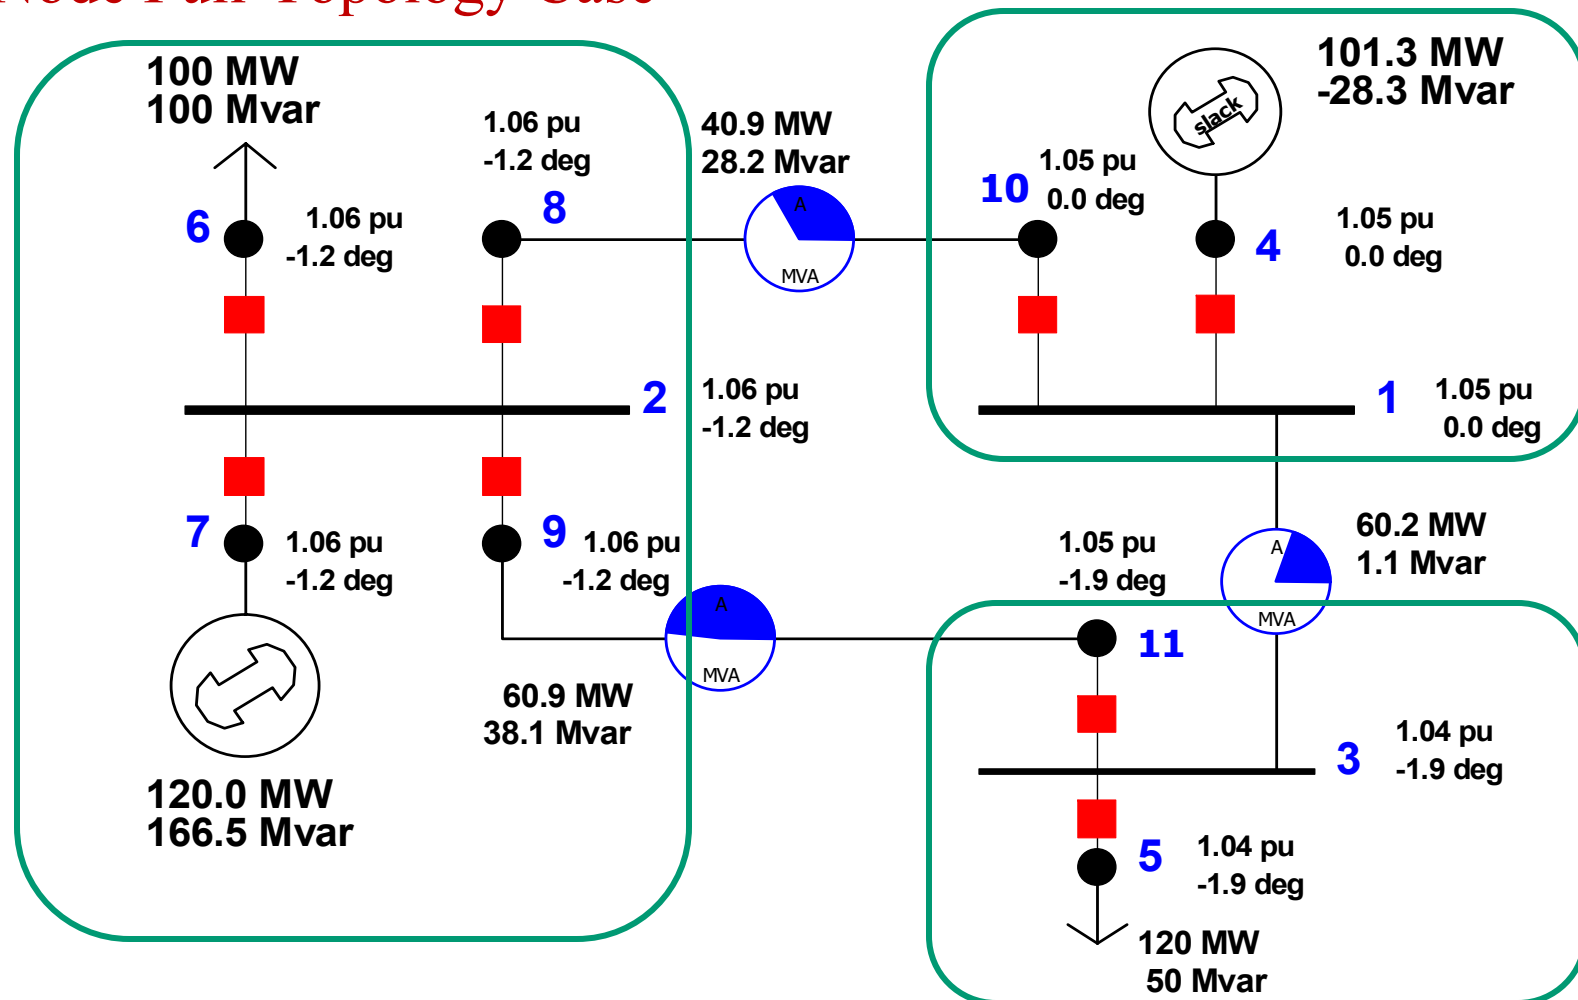 Node Full Topology Case
100 MW
100 Mvar
1.06 pu
-1.2 deg
8
6
1.06 pu
-1.2 deg
40.9 MW
28.2 Mvar
A
MVA
10
1.05 pu
0.0 deg
slack
101.3 MW
-28.3 Mvar
4
1.05 pu
0.0 deg
2
1.06 pu
-1.2 deg
1
1.05 pu
0.0 deg
7
1.06 pu
-1.2 deg
9
1.06 pu
-1.2 deg
A
MVA
60.9 MW
38.1 Mvar
120.0 MW
166.5 Mvar
1.05 pu
-1.9 deg
11
A
MVA
60.2 MW
1.1 Mvar
3
1.04 pu
-1.9 deg
5
1.04 pu
-1.9 deg
120 MW
50 Mvar